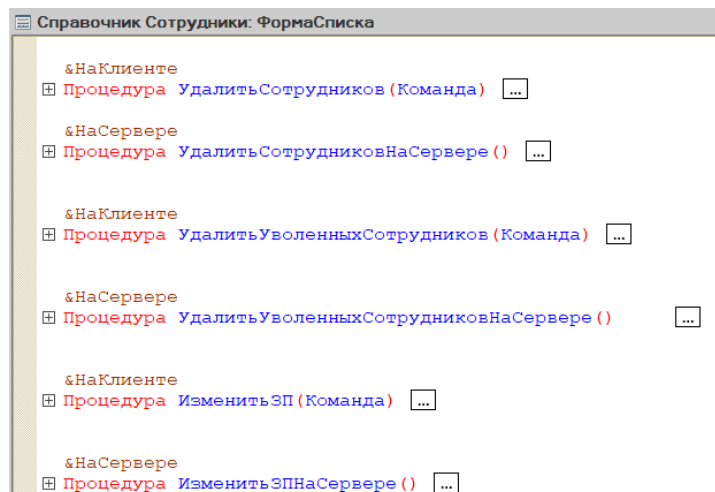 Справочник Сотрудники: ФормаСписка
&НаКлиенте
Процедура УдалитьСотрудников(Команда) ...
&НаСервере
Процедура УдалитьСотрудниковНаСервере() ...
&НаКлиенте
Процедура УдалитьУволенныхСотрудников(Команда) ...
&НаСервере
Процедура УдалитьУволенныхСотрудниковНаСервере() ...
&НаКлиенте
Процедура ИзменитьЗП(Команда) ...
&НаСервере
Процедура ИзменитьЗПНаСервере() ...